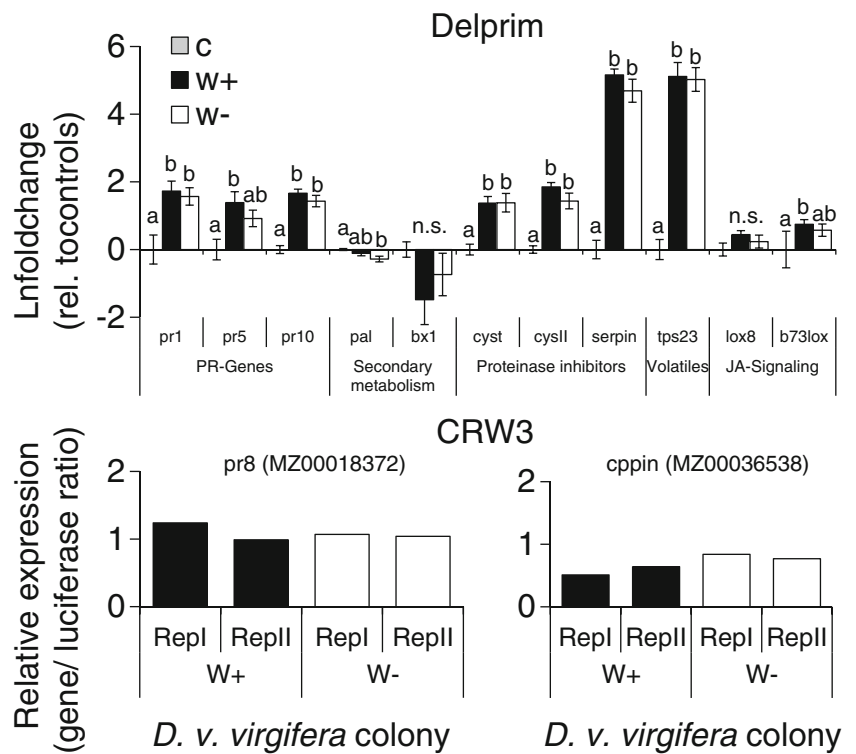 Delprim
Lnfoldchange
(rel. tocontrols)
6
4
2
0
-2
C
W+
W-
a b b
a b ab
a b b
a ab b
n.s.
a b b
a b b
a b b
a b b
n.s.
a b ab
pr1 pr5 pr10 pal bx1 cyst cysII serpin tps23 lox8 b73lox
PR-Genes Secondary metabolism Proteinase inhibitors Volatiles JA-Signaling
CRW3
Relative expression
(gene/ luciferase ratio)
pr8 (MZ00018372)
2
1
0
RepI RepII RepI RepII
W+ W-
D. v. virgifera colony
cppin (MZ00036538)
2
1
0
RepI RepII RepI RepII
W+ W-
D. v. virgifera colony